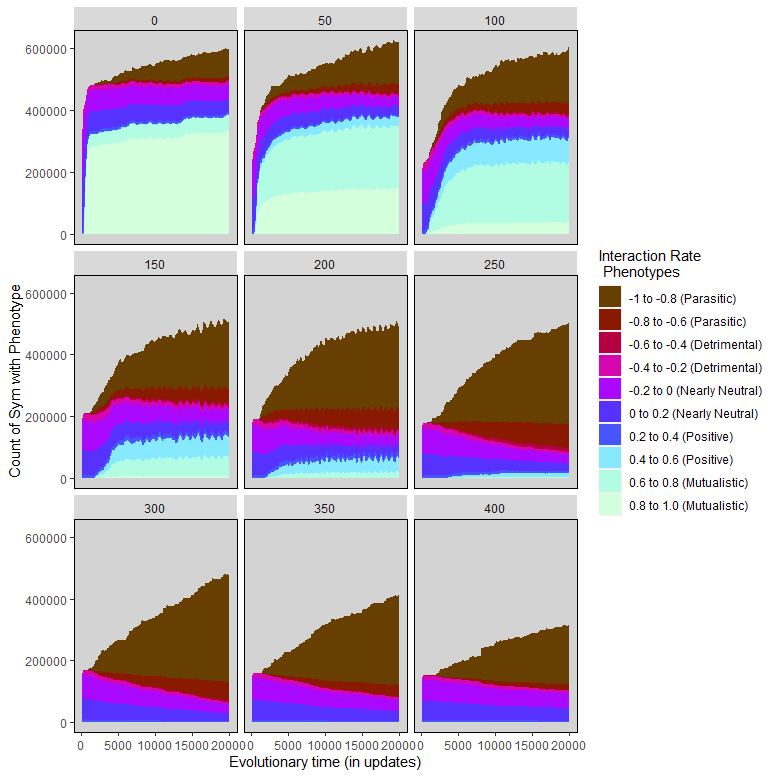 0
50
100
600000
400000
200000
0
150
200
250
600000
400000
200000
0
300
350
400
600000
400000
200000
0
0 5000 10000 15000 20000
0 5000 10000 15000 20000
0 5000 10000 15000 20000
Evolutionary time (in updates)
Count of Sym with Phenotype
Interaction Rate
Phenotypes
-1 to -0.8 (Parasitic)
-0.8 to -0.6 (Parasitic)
-0.6 to -0.4 (Detrimental)
-0.4 to -0.2 (Detrimental)
-0.2 to 0 (Nearly Neutral)
0 to 0.2 (Nearly Neutral)
0.2 to 0.4 (Positive)
0.4 to 0.6 (Positive)
0.6 to 0.8 (Mutualistic)
0.8 to 1.0 (Mutualistic)